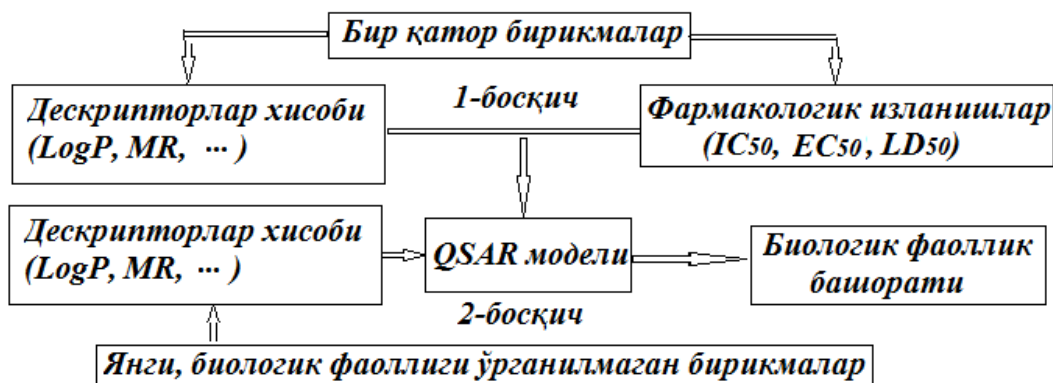 Бир қатор бирикмалар
Дескрипторлар хисоби
(LogP, MR, ··· )
1-босқич
Фармакологик изланишлар
(IC50, EC50, LD50)
Дескрипторлар хисоби
(LogP, MR, ··· )
QSAR модели
Биологик фаоллик
башорати
2-босқич
Янги, биологик фаоллиги ўрганилмаган бирикмалар